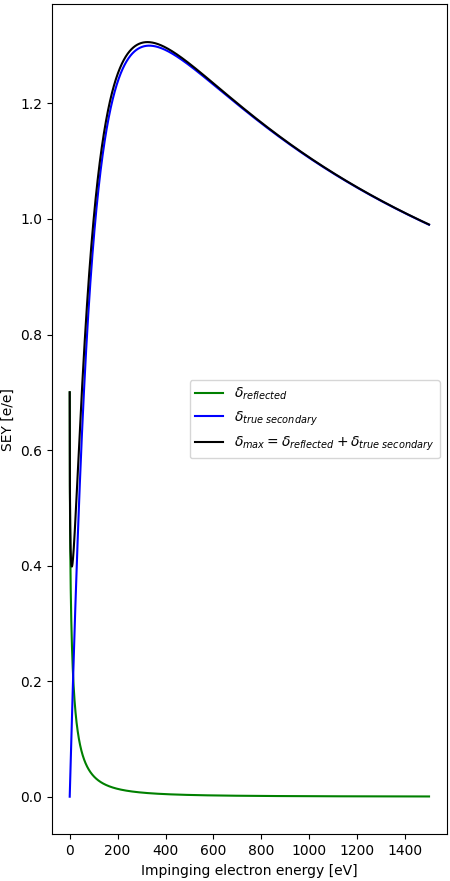 SEY [e/e]
1.2
1.0
0.8
0.6
0.4
0.2
0.0
δreflected
δtrue secondary
δmax = δreflected + δtrue secondary
0 200 400 600 800 1000 1200 1400
Impinging electron energy [eV]